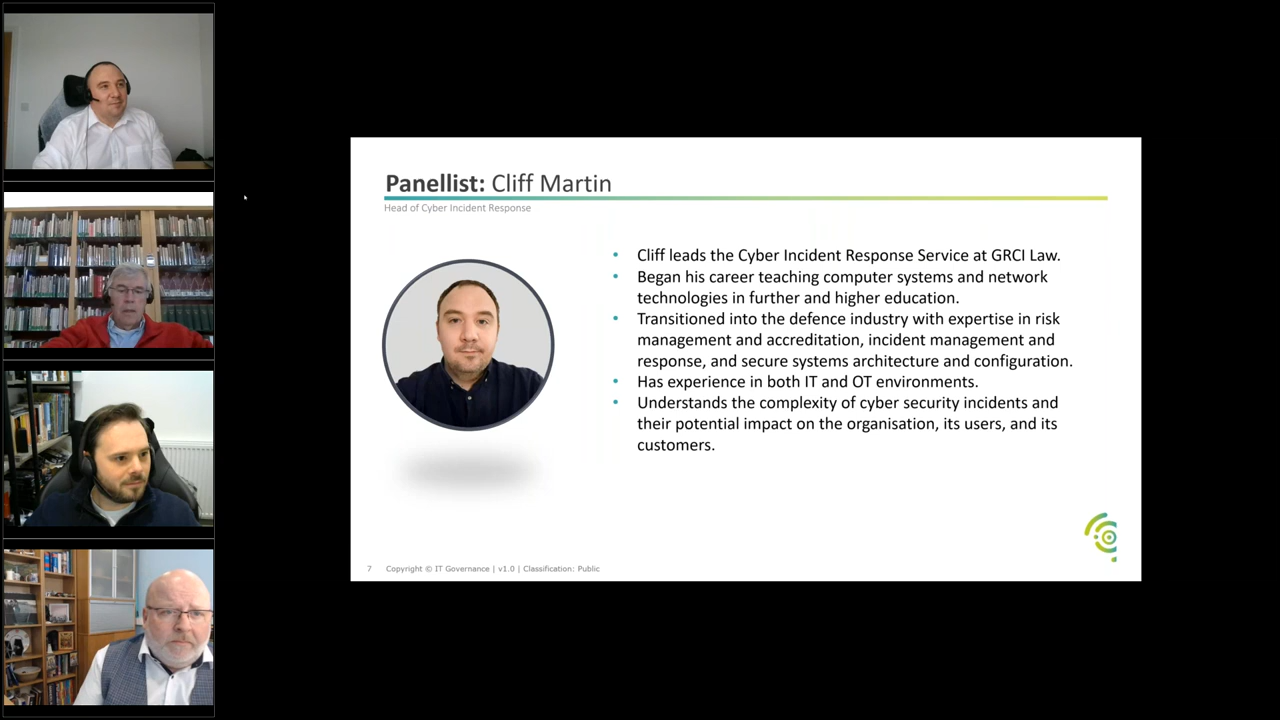 Panellist: Cliff Martin
Head of Cyber Incident Response
• Cliff leads the Cyber Incident Response Service at GRCI Law.
• Began his career teaching computer systems and network
technologies in further and higher education.
• Transitioned into the defence industry with expertise in risk
management and accreditation, incident management and
response, and secure systems architecture and configuration.
• Has experience in both IT and OT environments.
• Understands the complexity of cyber security incidents and
their potential impact on the organisation, its users, and its
customers.
7 Copyright © IT Governance | v1.0 | Classification: Public